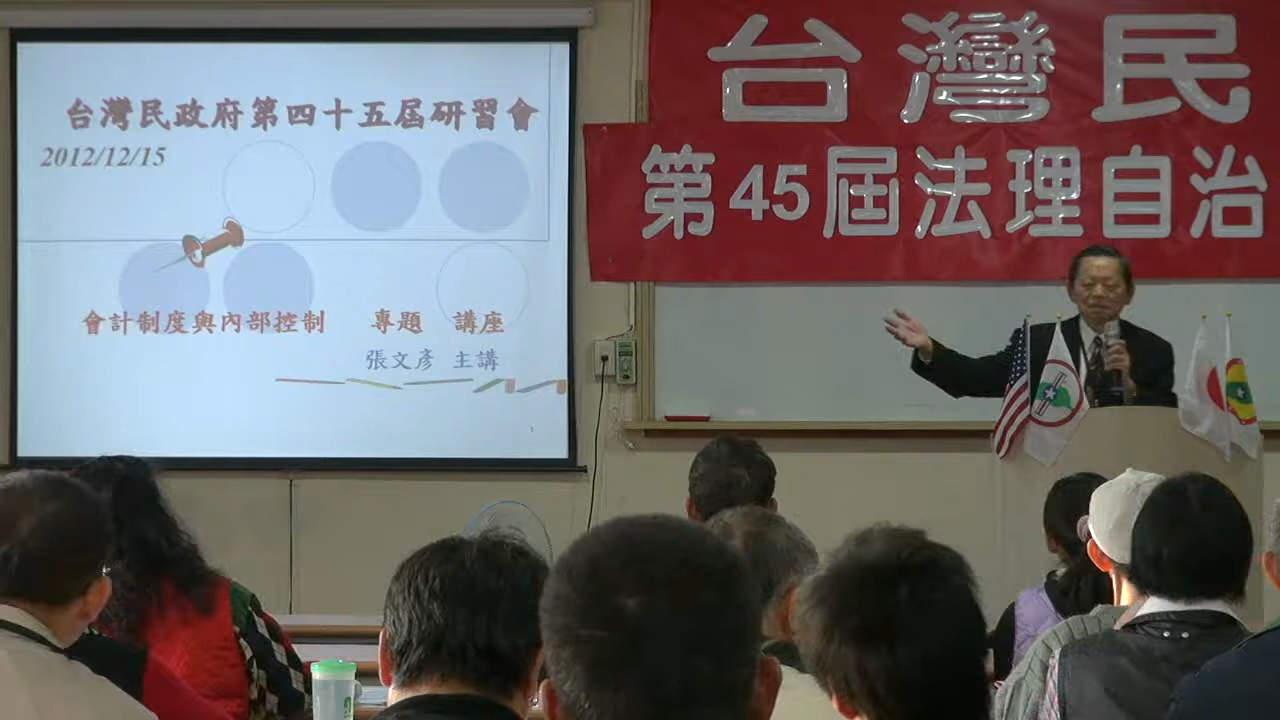 台灣民政府第四十五屆研習會
2012/12/15
會計制度與內部控制 專題 講座
張文彥 主講
台灣民
第45屆法理自治